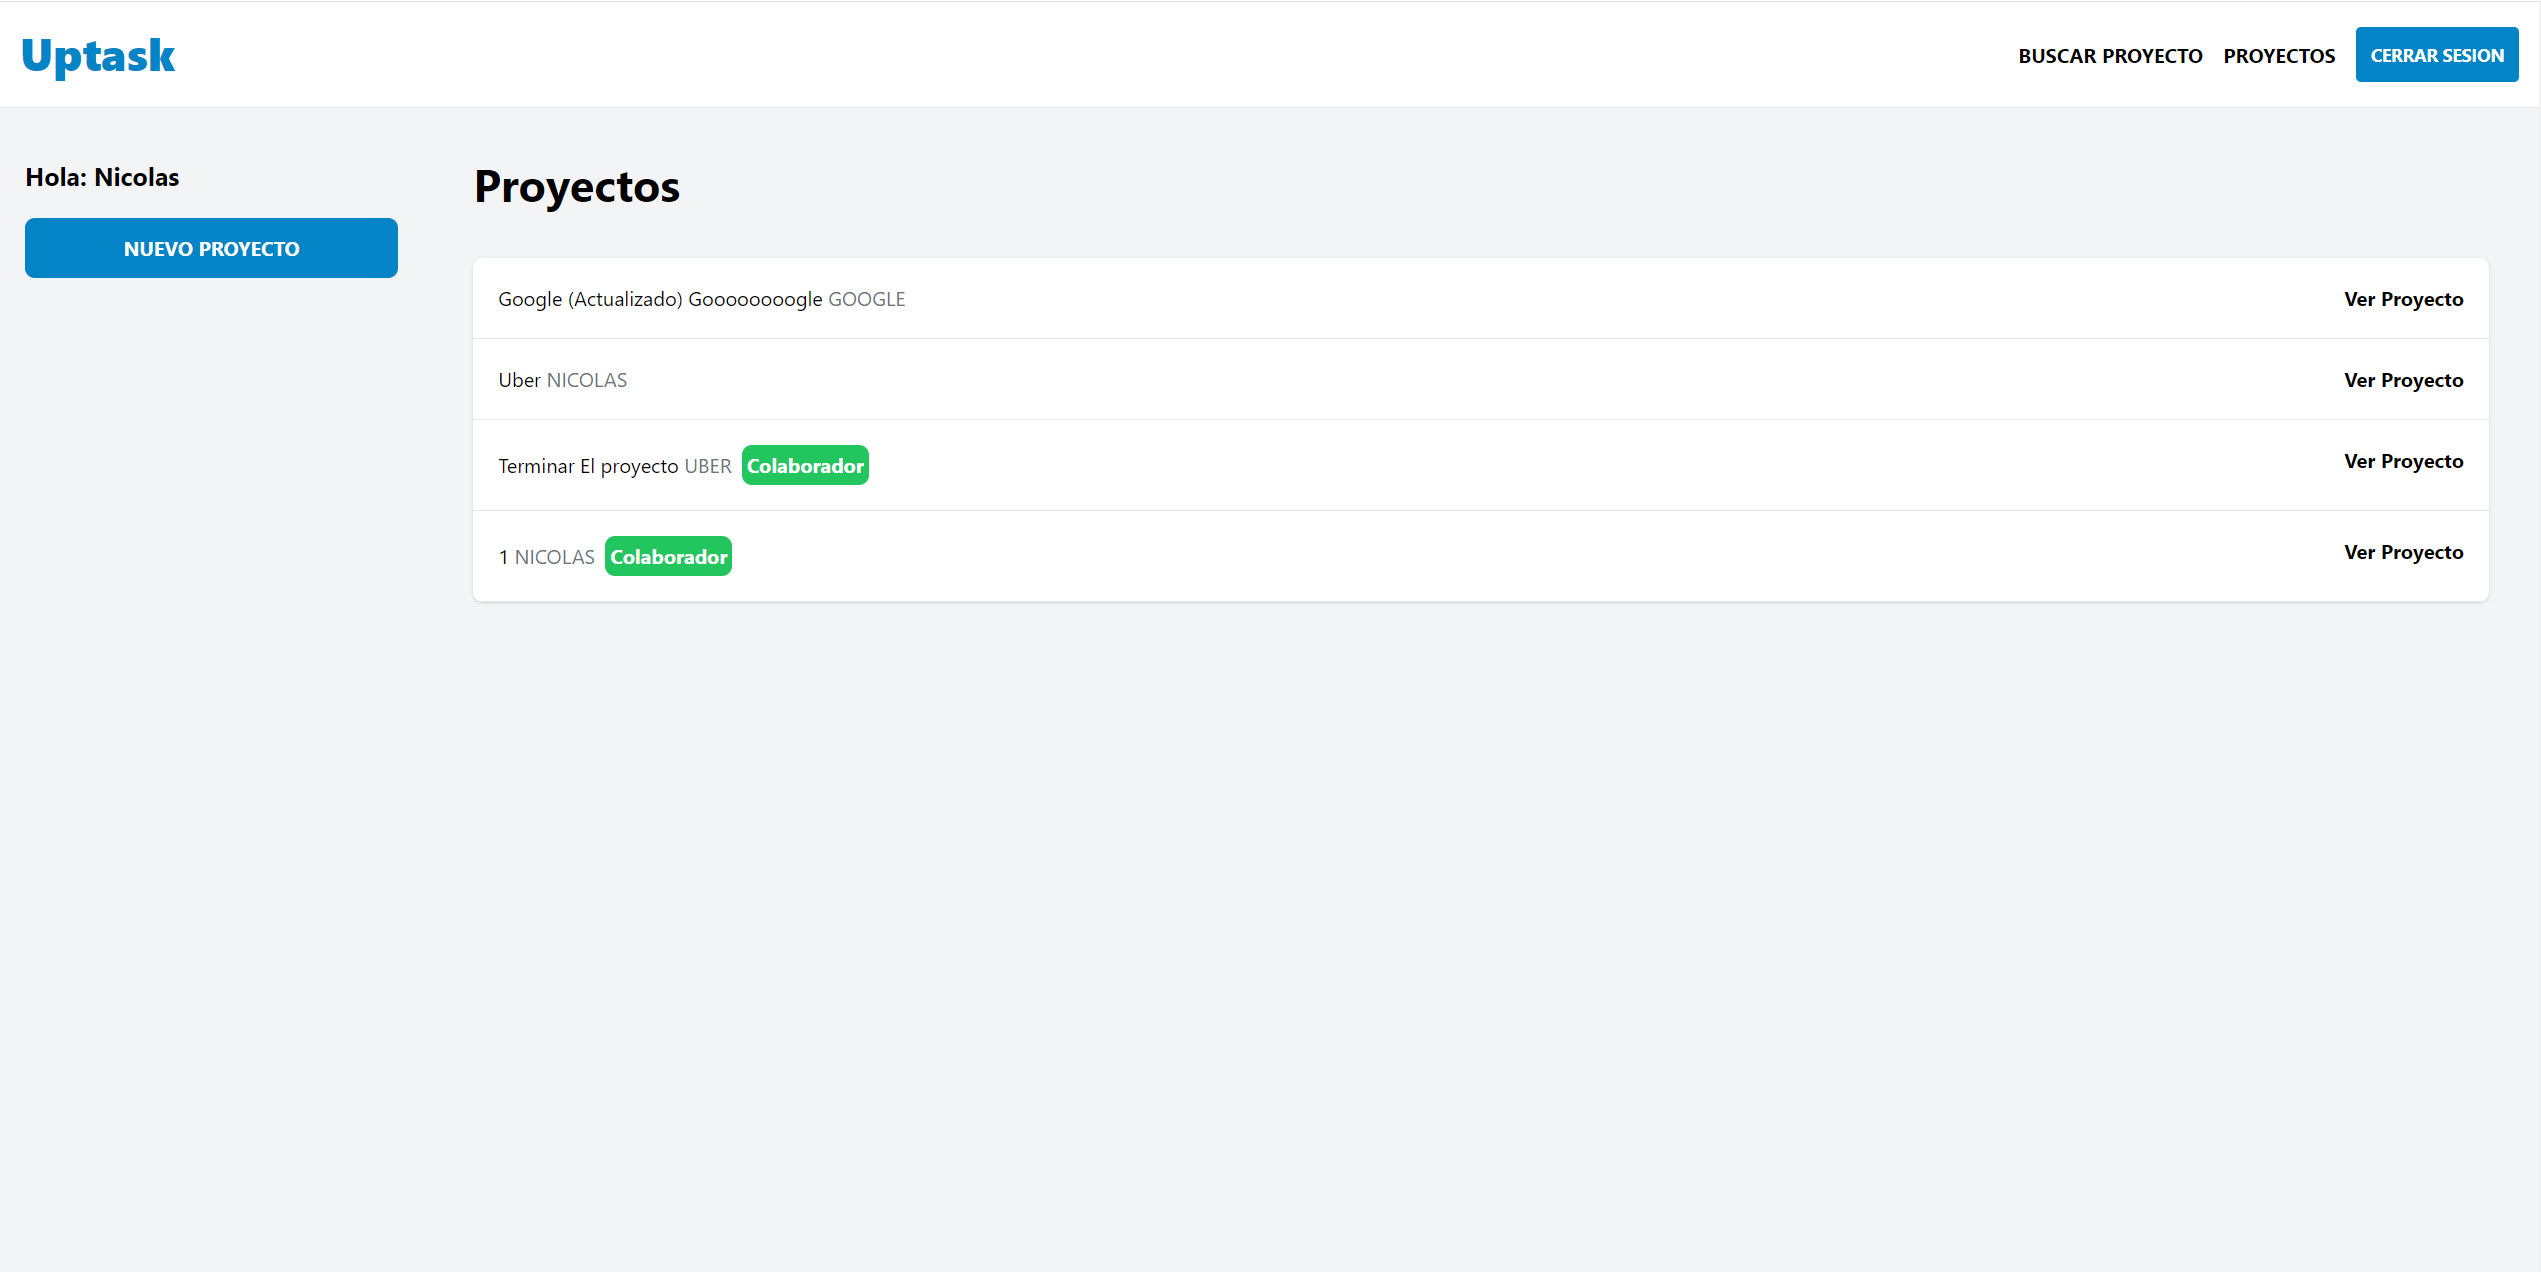 Uptask
BUSCAR PROYECTO PROYECTOS CERRAR SESION
Hola: Nicolas
NUEVO PROYECTO
Proyectos
Google (Actualizado) Goooooooogle GOOGLE Ver Proyecto
Uber NICOLAS Ver Proyecto
Terminar El proyecto UBER Colaborador Ver Proyecto
1 NICOLAS Colaborador Ver Proyecto